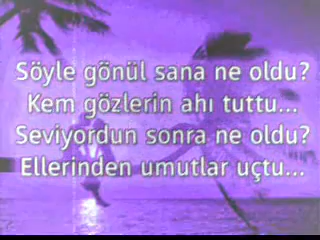 Söyle gönül sana ne oldu?
Kem gözlerin ahı tuttu...
Seviyordun sonra ne oldu?
Ellerinden umutlar uçtu...